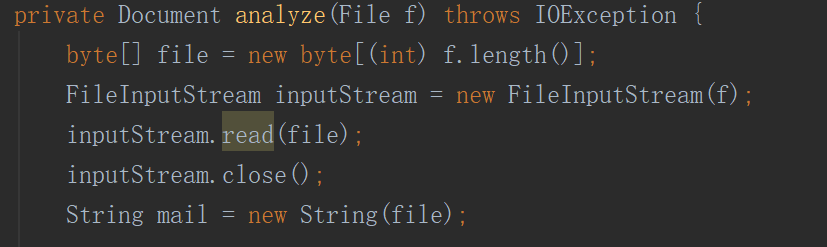 private Document analyze(File f) throws IOException {
byte[] file = new byte[(int) f.length()];
FileInputStream inputStream = new FileInputStream(f);
inputStream.read(file);
inputStream.close();
String mail = new String(file);